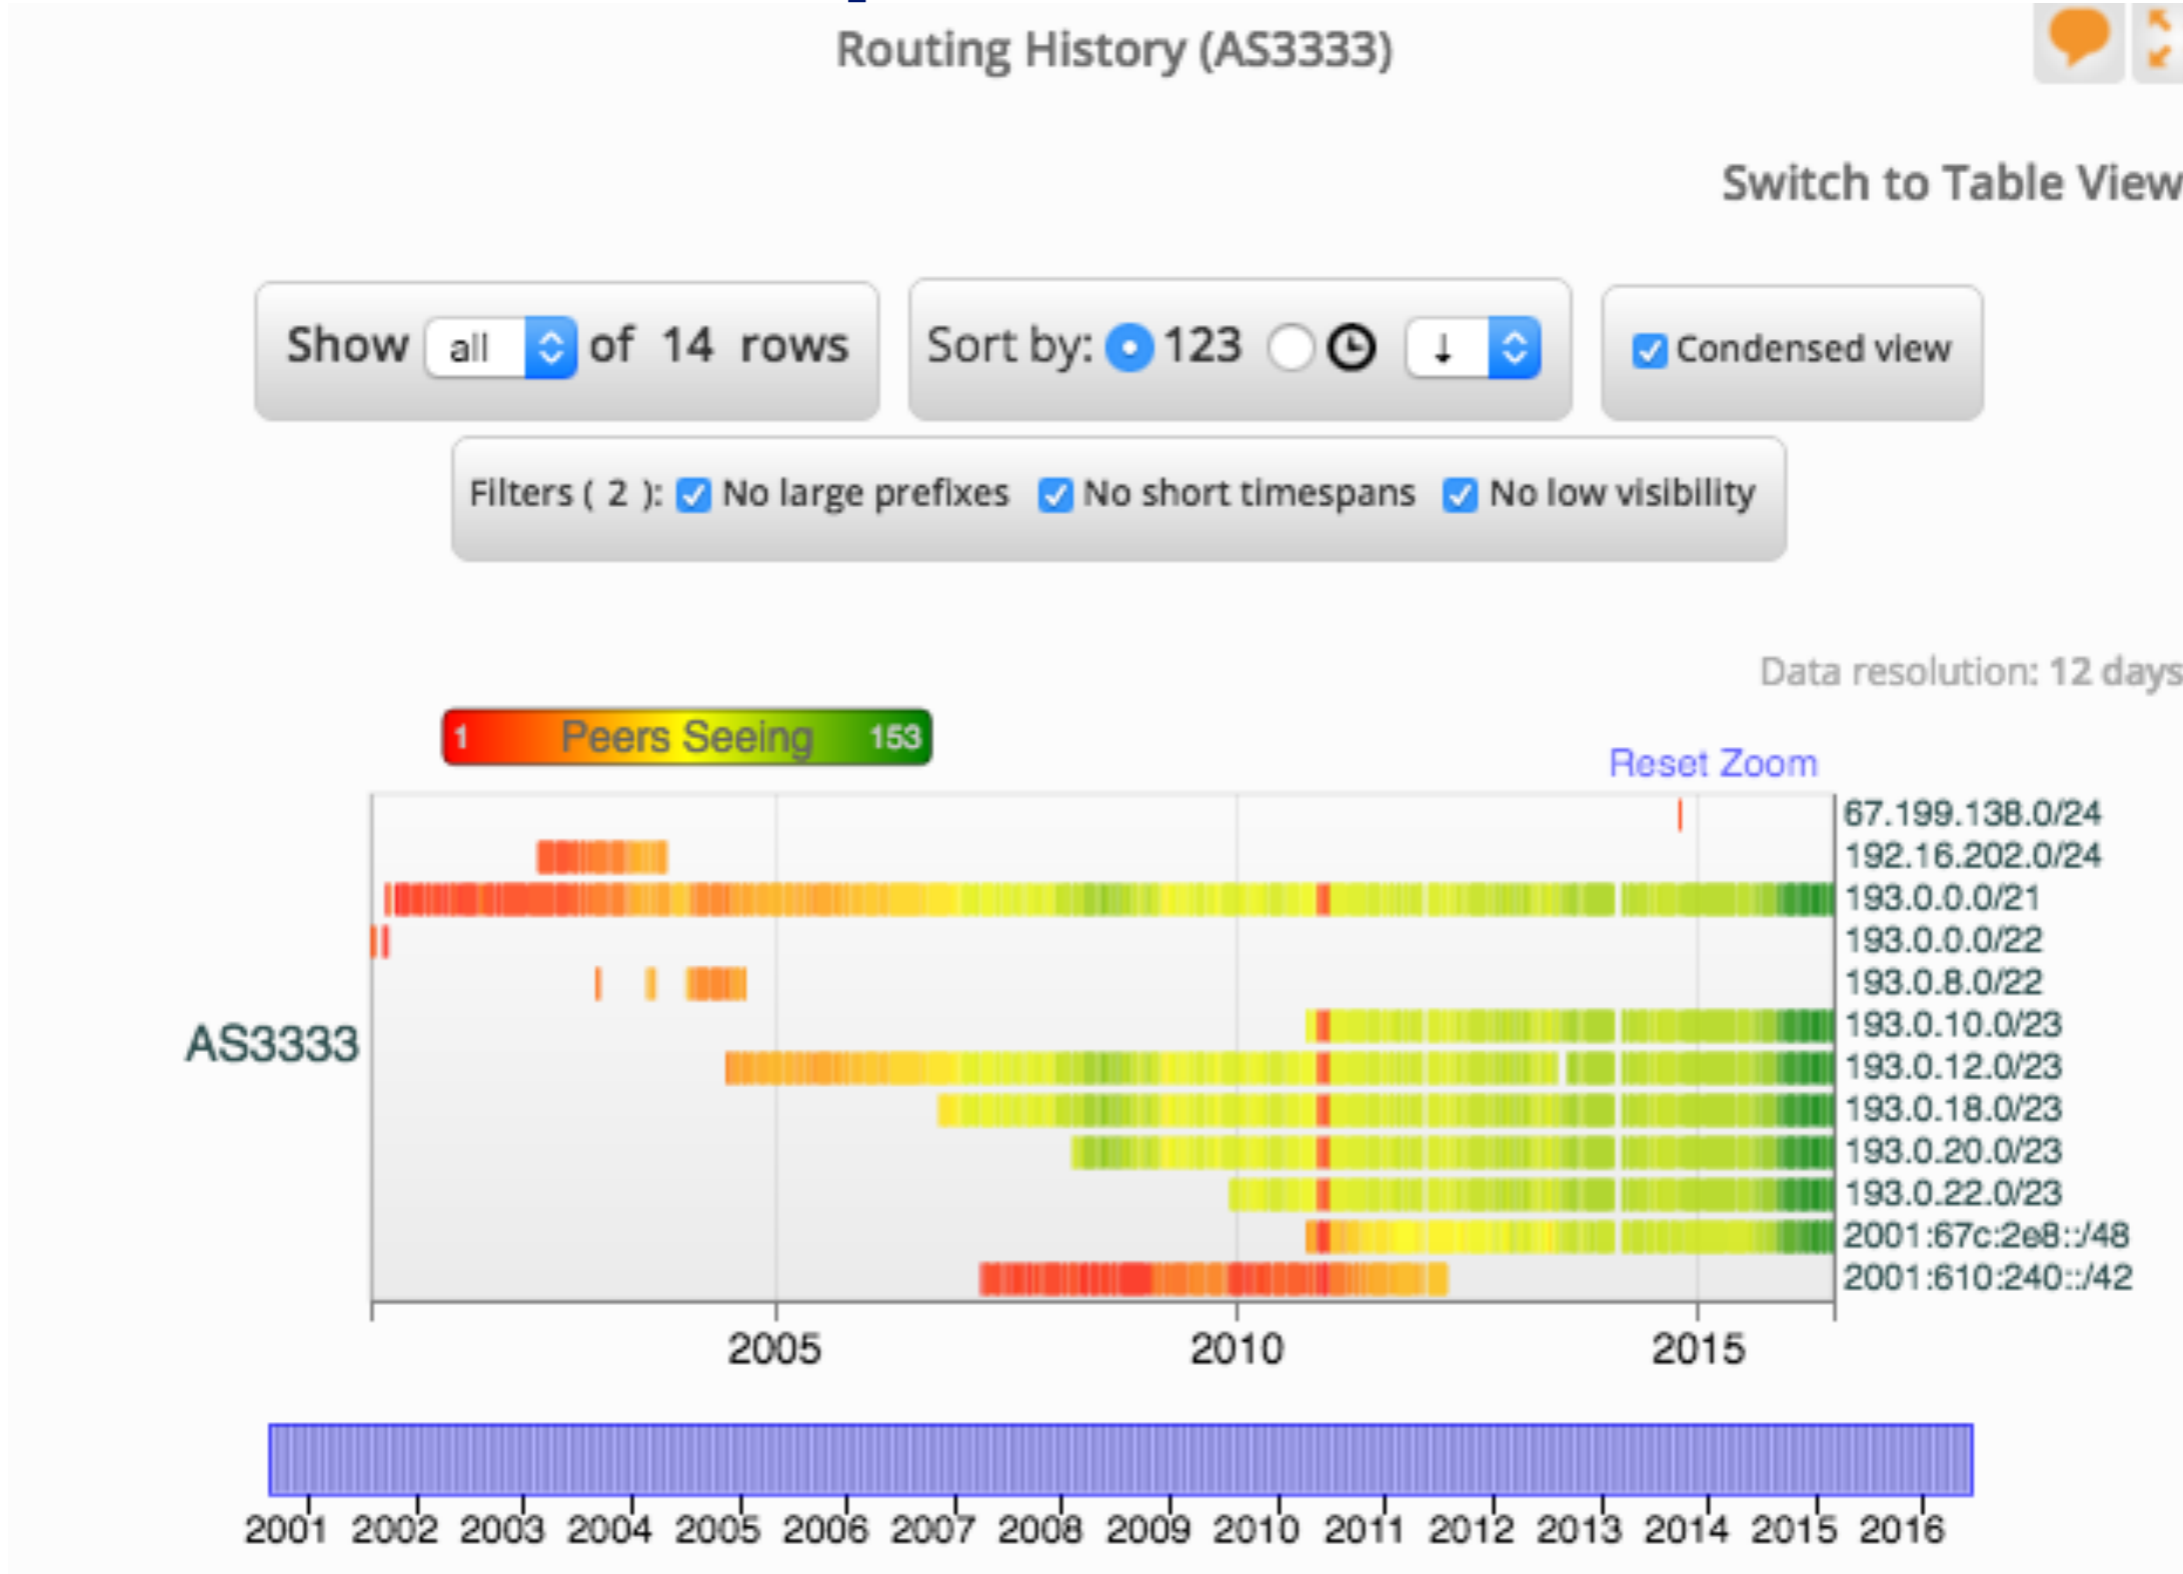 Routing History (AS3333)
Switch to Table View
Show all of 14 rows
Sort by: 123 ↓
Condensed view
Filters ( 2 ): No large prefixes No short timespans No low visibility
Data resolution: 12 days
1 Peers Seeing 153
Reset Zoom
67.199.138.0/24
192.16.202.0/24
193.0.0.0/21
193.0.0.0/22
193.0.8.0/22
193.0.10.0/23
AS3333
193.0.12.0/23
193.0.18.0/23
193.0.20.0/23
193.0.22.0/23
2001:67c:2e8::/48
2001:610:240::/42
2005 2010 2015
2001 2002 2003 2004 2005 2006 2007 2008 2009 2010 2011 2012 2013 2014 2015 2016